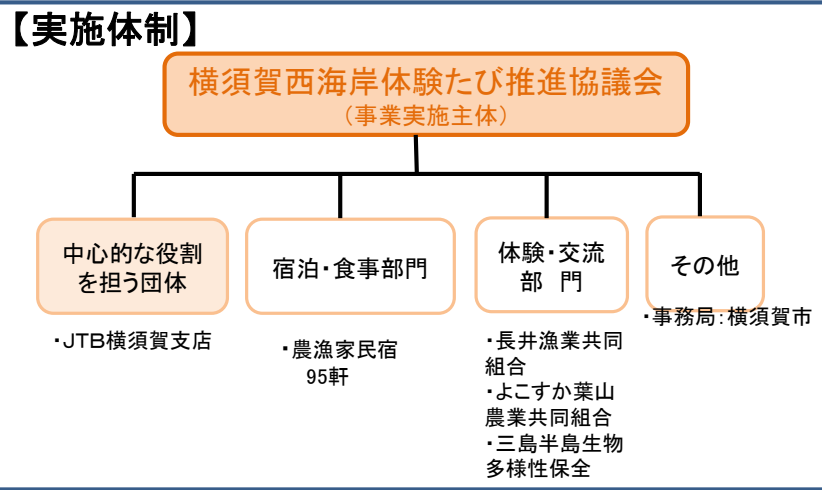 【実施体制】
横須賀西海岸体験たび推進協議会
（事業実施主体）
中心的な役割
を担う団体
・JTB横須賀支店
宿泊・食事部門
・農漁家民宿
95軒
体験・交流
部　門
・長井漁業共同
組合
・よこすか葉山
農業共同組合
・三島半島生物
多様性保全
その他
・事務局：横須賀市